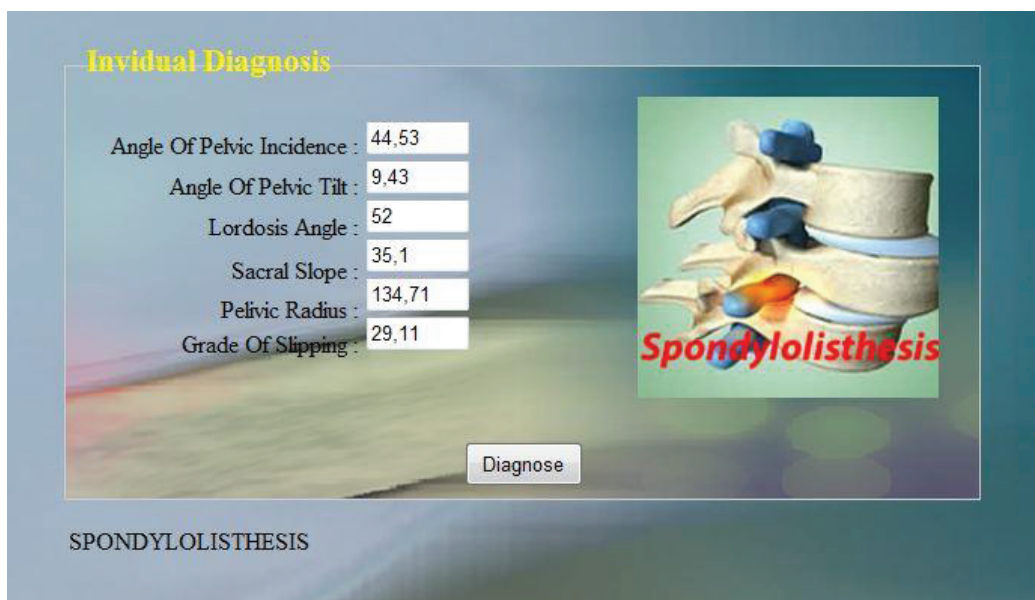 Invidual Diagnosis
Angle Of Pelvic Incidence : 44,53
Angle Of Pelvic Tilt : 9,43
Lordosis Angle : 52
Sacral Slope : 35,1
Pelivic Radius : 134,71
Grade Of Slipping : 29,11
Spondylolisthesis
Diagnose
SPONDYLOLISTHESIS